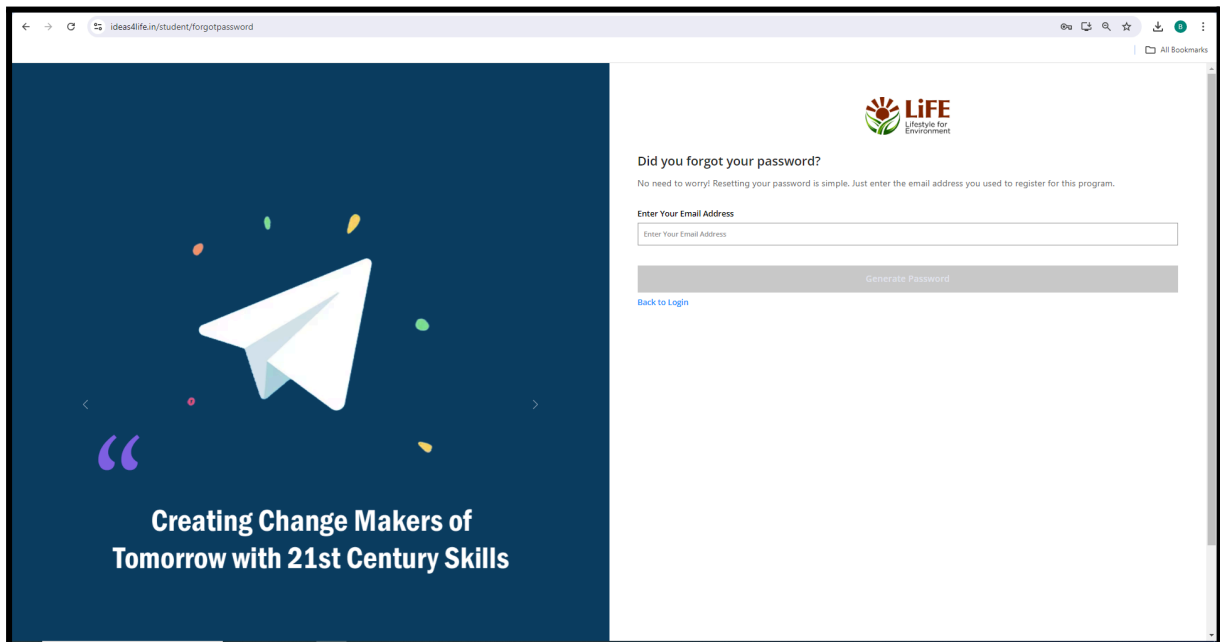 ideas4life.in/student/forgotpassword
B
All Bookmarks
LiFE
Lifestyle for
Environment
Did you forgot your password?
No need to worry! Resetting your password is simple. Just enter the email address you used to register for this program.
Enter Your Email Address
Enter Your Email Address
Generate Password
Back to Login
“
Creating Change Makers of
Tomorrow with 21st Century Skills